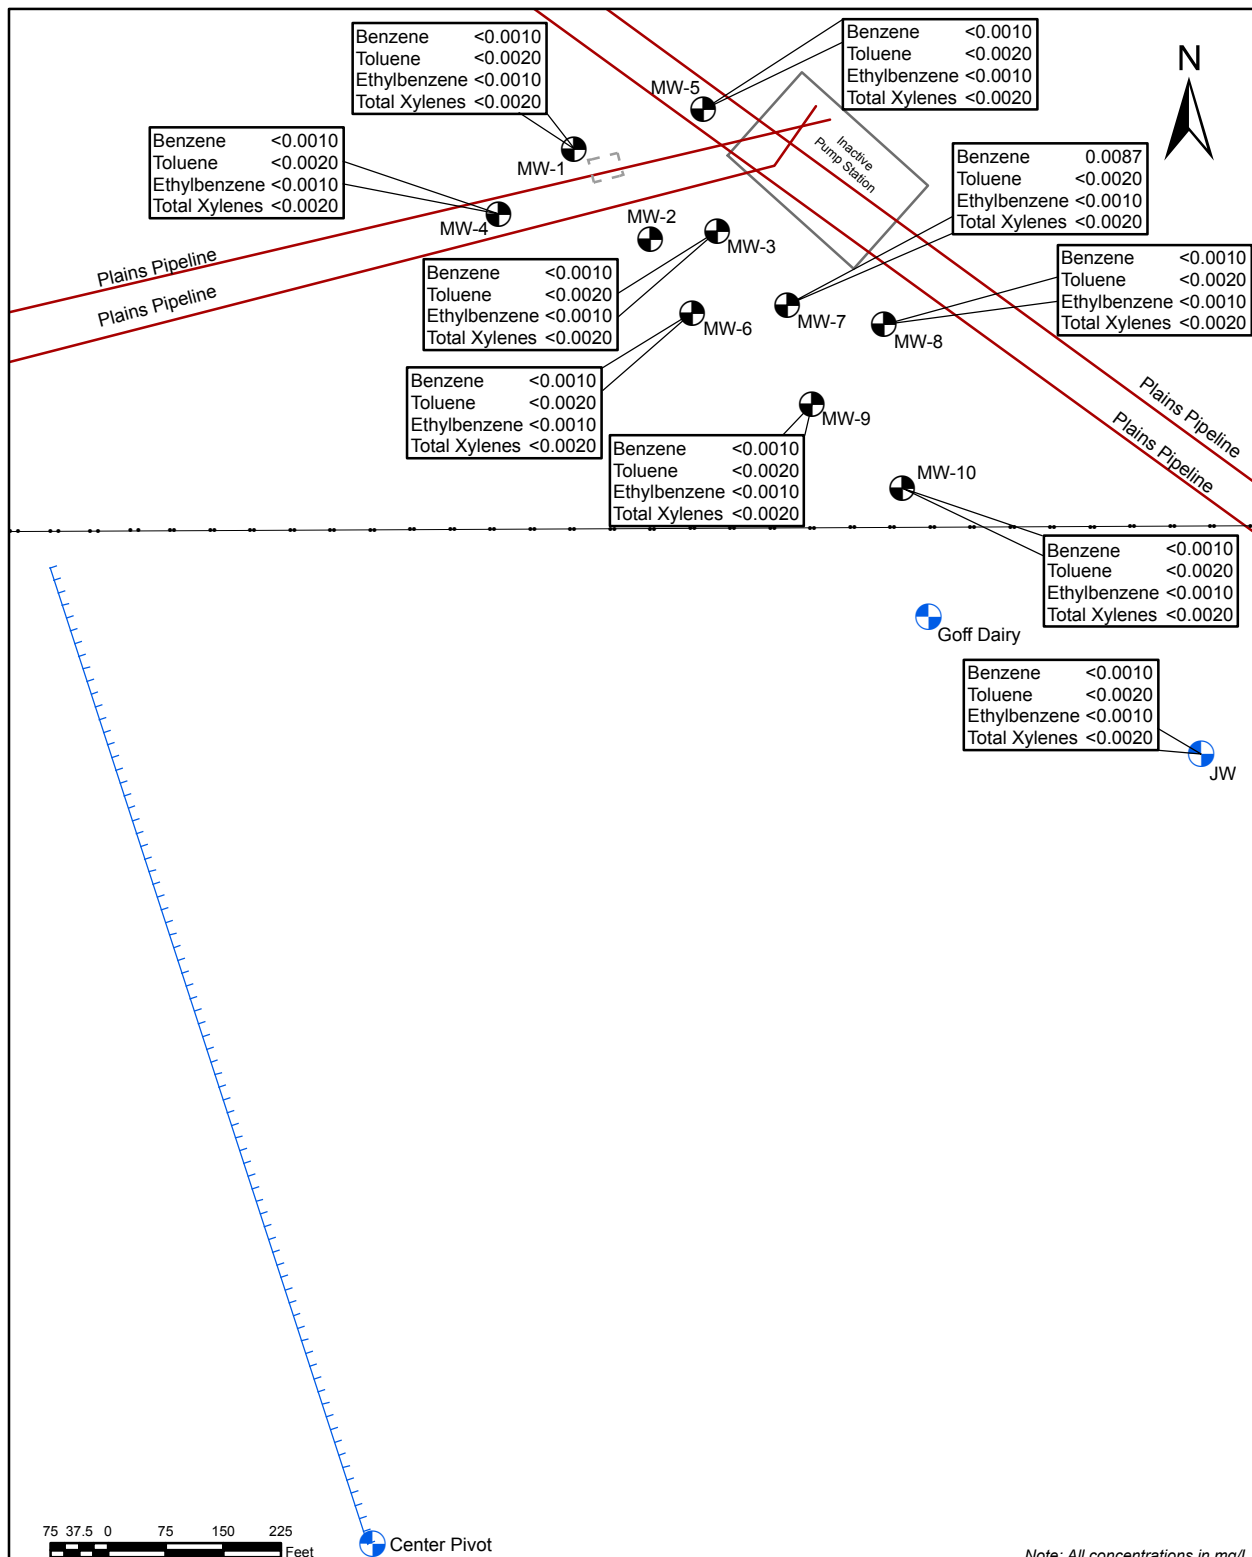 Benzene <0.0010
Toluene <0.0020
Ethylbenzene <0.0010
Total Xylenes <0.0020
MW-1
Benzene <0.0010
Toluene <0.0020
Ethylbenzene <0.0010
Total Xylenes <0.0020
MW-5
N
Benzene <0.0010
Toluene <0.0020
Ethylbenzene <0.0010
Total Xylenes <0.0020
MW-4
Inactive
Pump Station
Benzene 0.0087
Toluene <0.0020
Ethylbenzene <0.0010
Total Xylenes <0.0020
MW-7
MW-2
MW-3
Benzene <0.0010
Toluene <0.0020
Ethylbenzene <0.0010
Total Xylenes <0.0020
Plains Pipeline
Plains Pipeline
Benzene <0.0010
Toluene <0.0020
Ethylbenzene <0.0010
Total Xylenes <0.0020
MW-8
MW-6
Benzene <0.0010
Toluene <0.0020
Ethylbenzene <0.0010
Total Xylenes <0.0020
MW-9
Benzene <0.0010
Toluene <0.0020
Ethylbenzene <0.0010
Total Xylenes <0.0020
Plains Pipeline
Plains Pipeline
MW-10
Benzene <0.0010
Toluene <0.0020
Ethylbenzene <0.0010
Total Xylenes <0.0020
Goff Dairy
Benzene <0.0010
Toluene <0.0020
Ethylbenzene <0.0010
Total Xylenes <0.0020
JW
75 37.5 0 75 150 225
Feet
Center Pivot
Note: All concentrations in mg/l